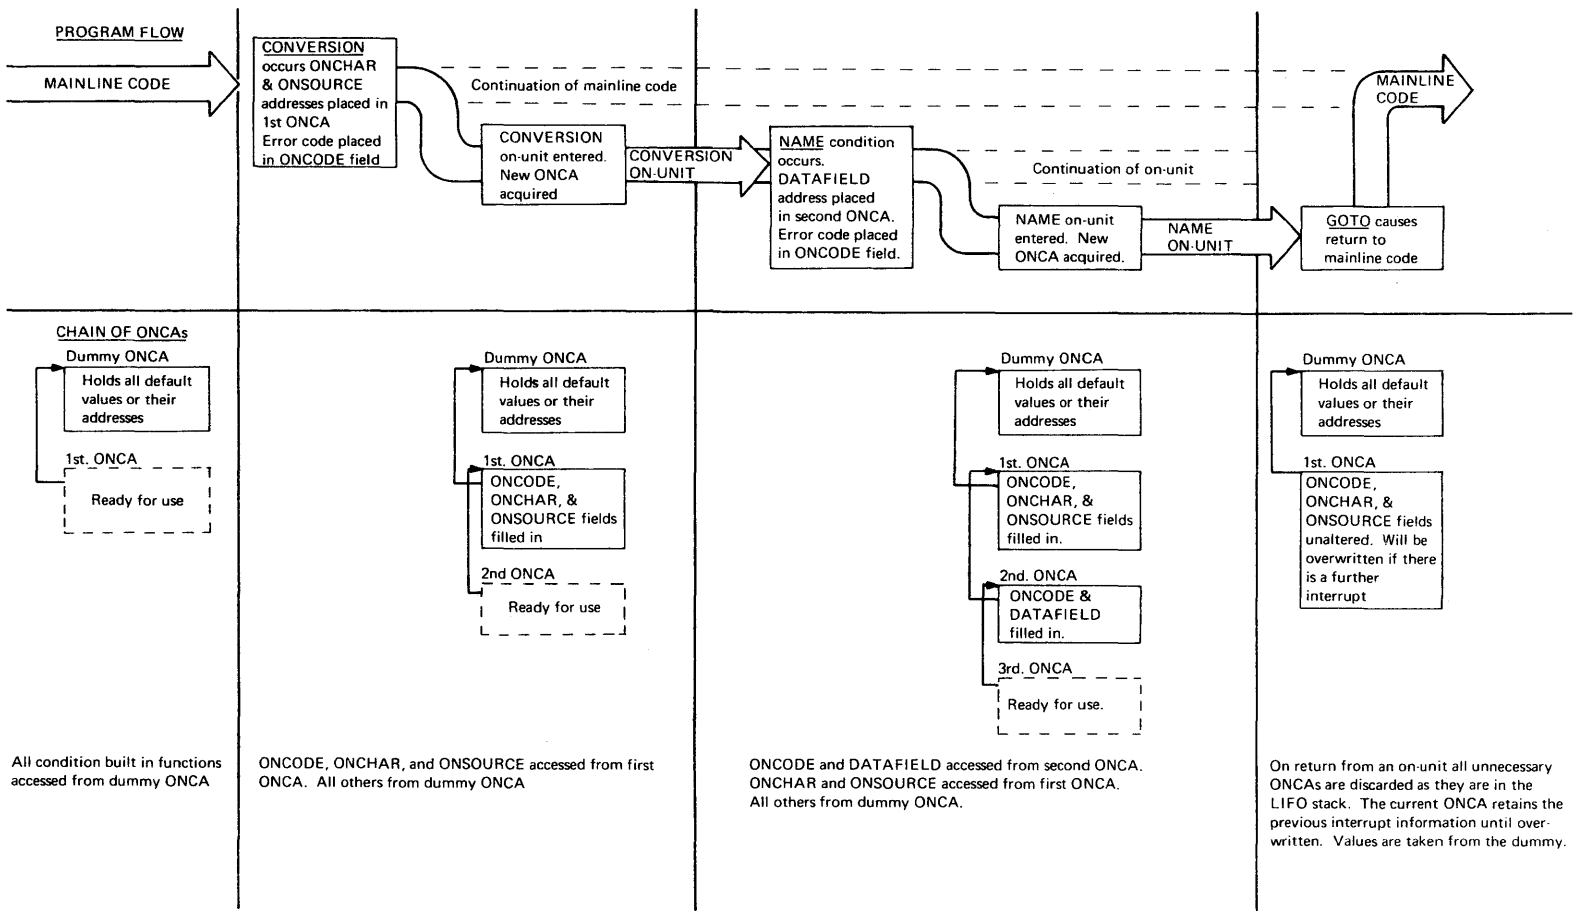 PROGRAM FLOW
MAINLINE CODE
CONVERSION
occurs ONCHAR
& ONSOURCE
addresses placed in
1st ONCA
Error code placed
in ONCODE field
Continuation of mainline code
CONVERSION
on-unit entered.
New ONCA
acquired
CONVERSION
ON-UNIT
NAME condition
occurs.
DATAFIELD
address placed
in second ONCA.
Error code placed
in ONCODE field.
Continuation of on-unit
NAME on-unit
entered. New
ONCA acquired.
NAME
ON-UNIT
GOTO causes
return to
mainline code
MAINLINE
CODE
CHAIN OF ONCAs
Dummy ONCA
Holds all default
values or their
addresses
1st. ONCA
Ready for use
All condition built in functions
accessed from dummy ONCA
Dummy ONCA
Holds all default
values or their
addresses
1st. ONCA
ONCODE,
ONCHAR, &
ONSOURCE fields
filled in
2nd ONCA
Ready for use
ONCODE, ONCHAR, and ONSOURCE accessed from first
ONCA. All others from dummy ONCA
Dummy ONCA
Holds all default
values or their
addresses
1st. ONCA
ONCODE,
ONCHAR, &
ONSOURCE fields
filled in.
2nd. ONCA
ONCODE &
DATAFIELD
filled in.
3rd. ONCA
Ready for use.
ONCODE and DATAFIELD accessed from second ONCA.
ONCHAR and ONSOURCE accessed from first ONCA.
All others from dummy ONCA.
Dummy ONCA
Holds all default
values or their
addresses
1st. ONCA
ONCODE,
ONCHAR, &
ONSOURCE fields
unaltered. Will be
overwritten if there
is a further
interrupt
On return from an on-unit all unnecessary
ONCAs are discarded as they are in the
LIFO stack. The current ONCA retains the
previous interrupt information until over-
written. Values are taken from the dummy.